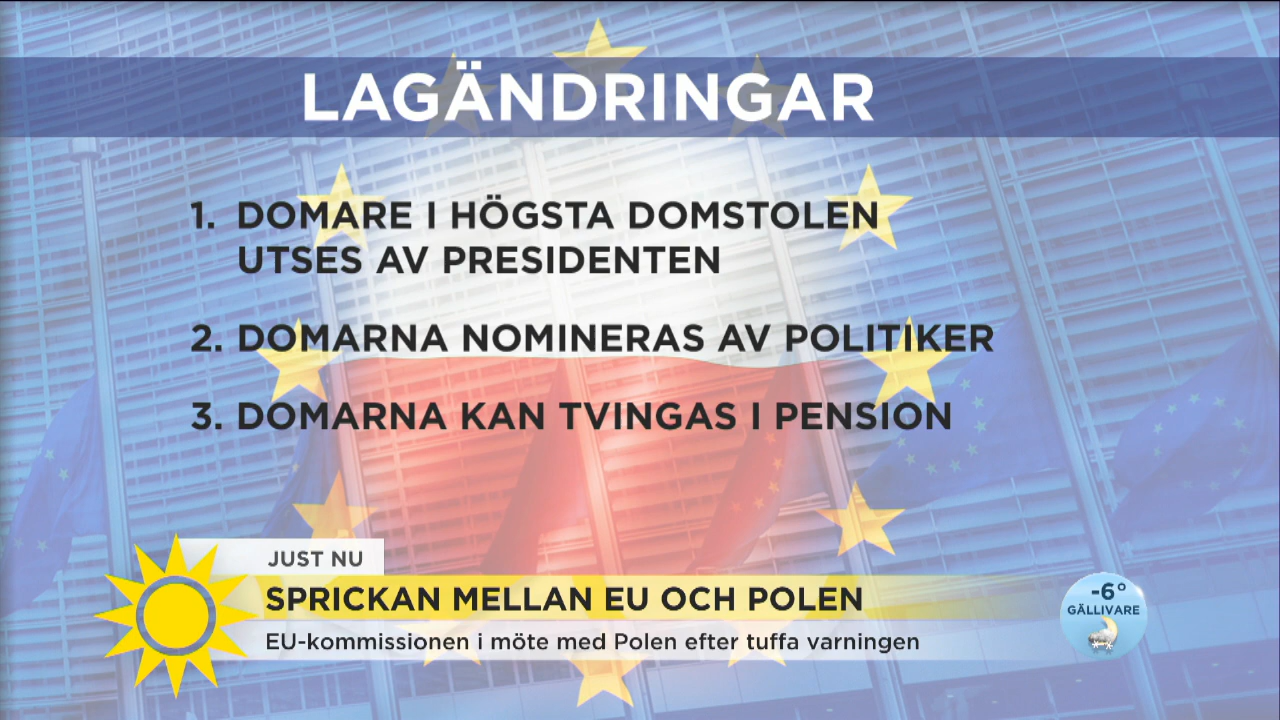 LAGÄNDRINGAR
1. DOMARE I HÖGSTA DOMSTOLEN
UTSES AV PRESIDENTEN
2. DOMARNA NOMINERAS AV POLITIKER
3. DOMARNA KAN TVINGAS I PENSION
JUST NU
SPRICKAN MELLAN EU OCH POLEN
EU-kommissionen i möte med Polen efter tuffa varningen
-6°
GÄLLIVARE